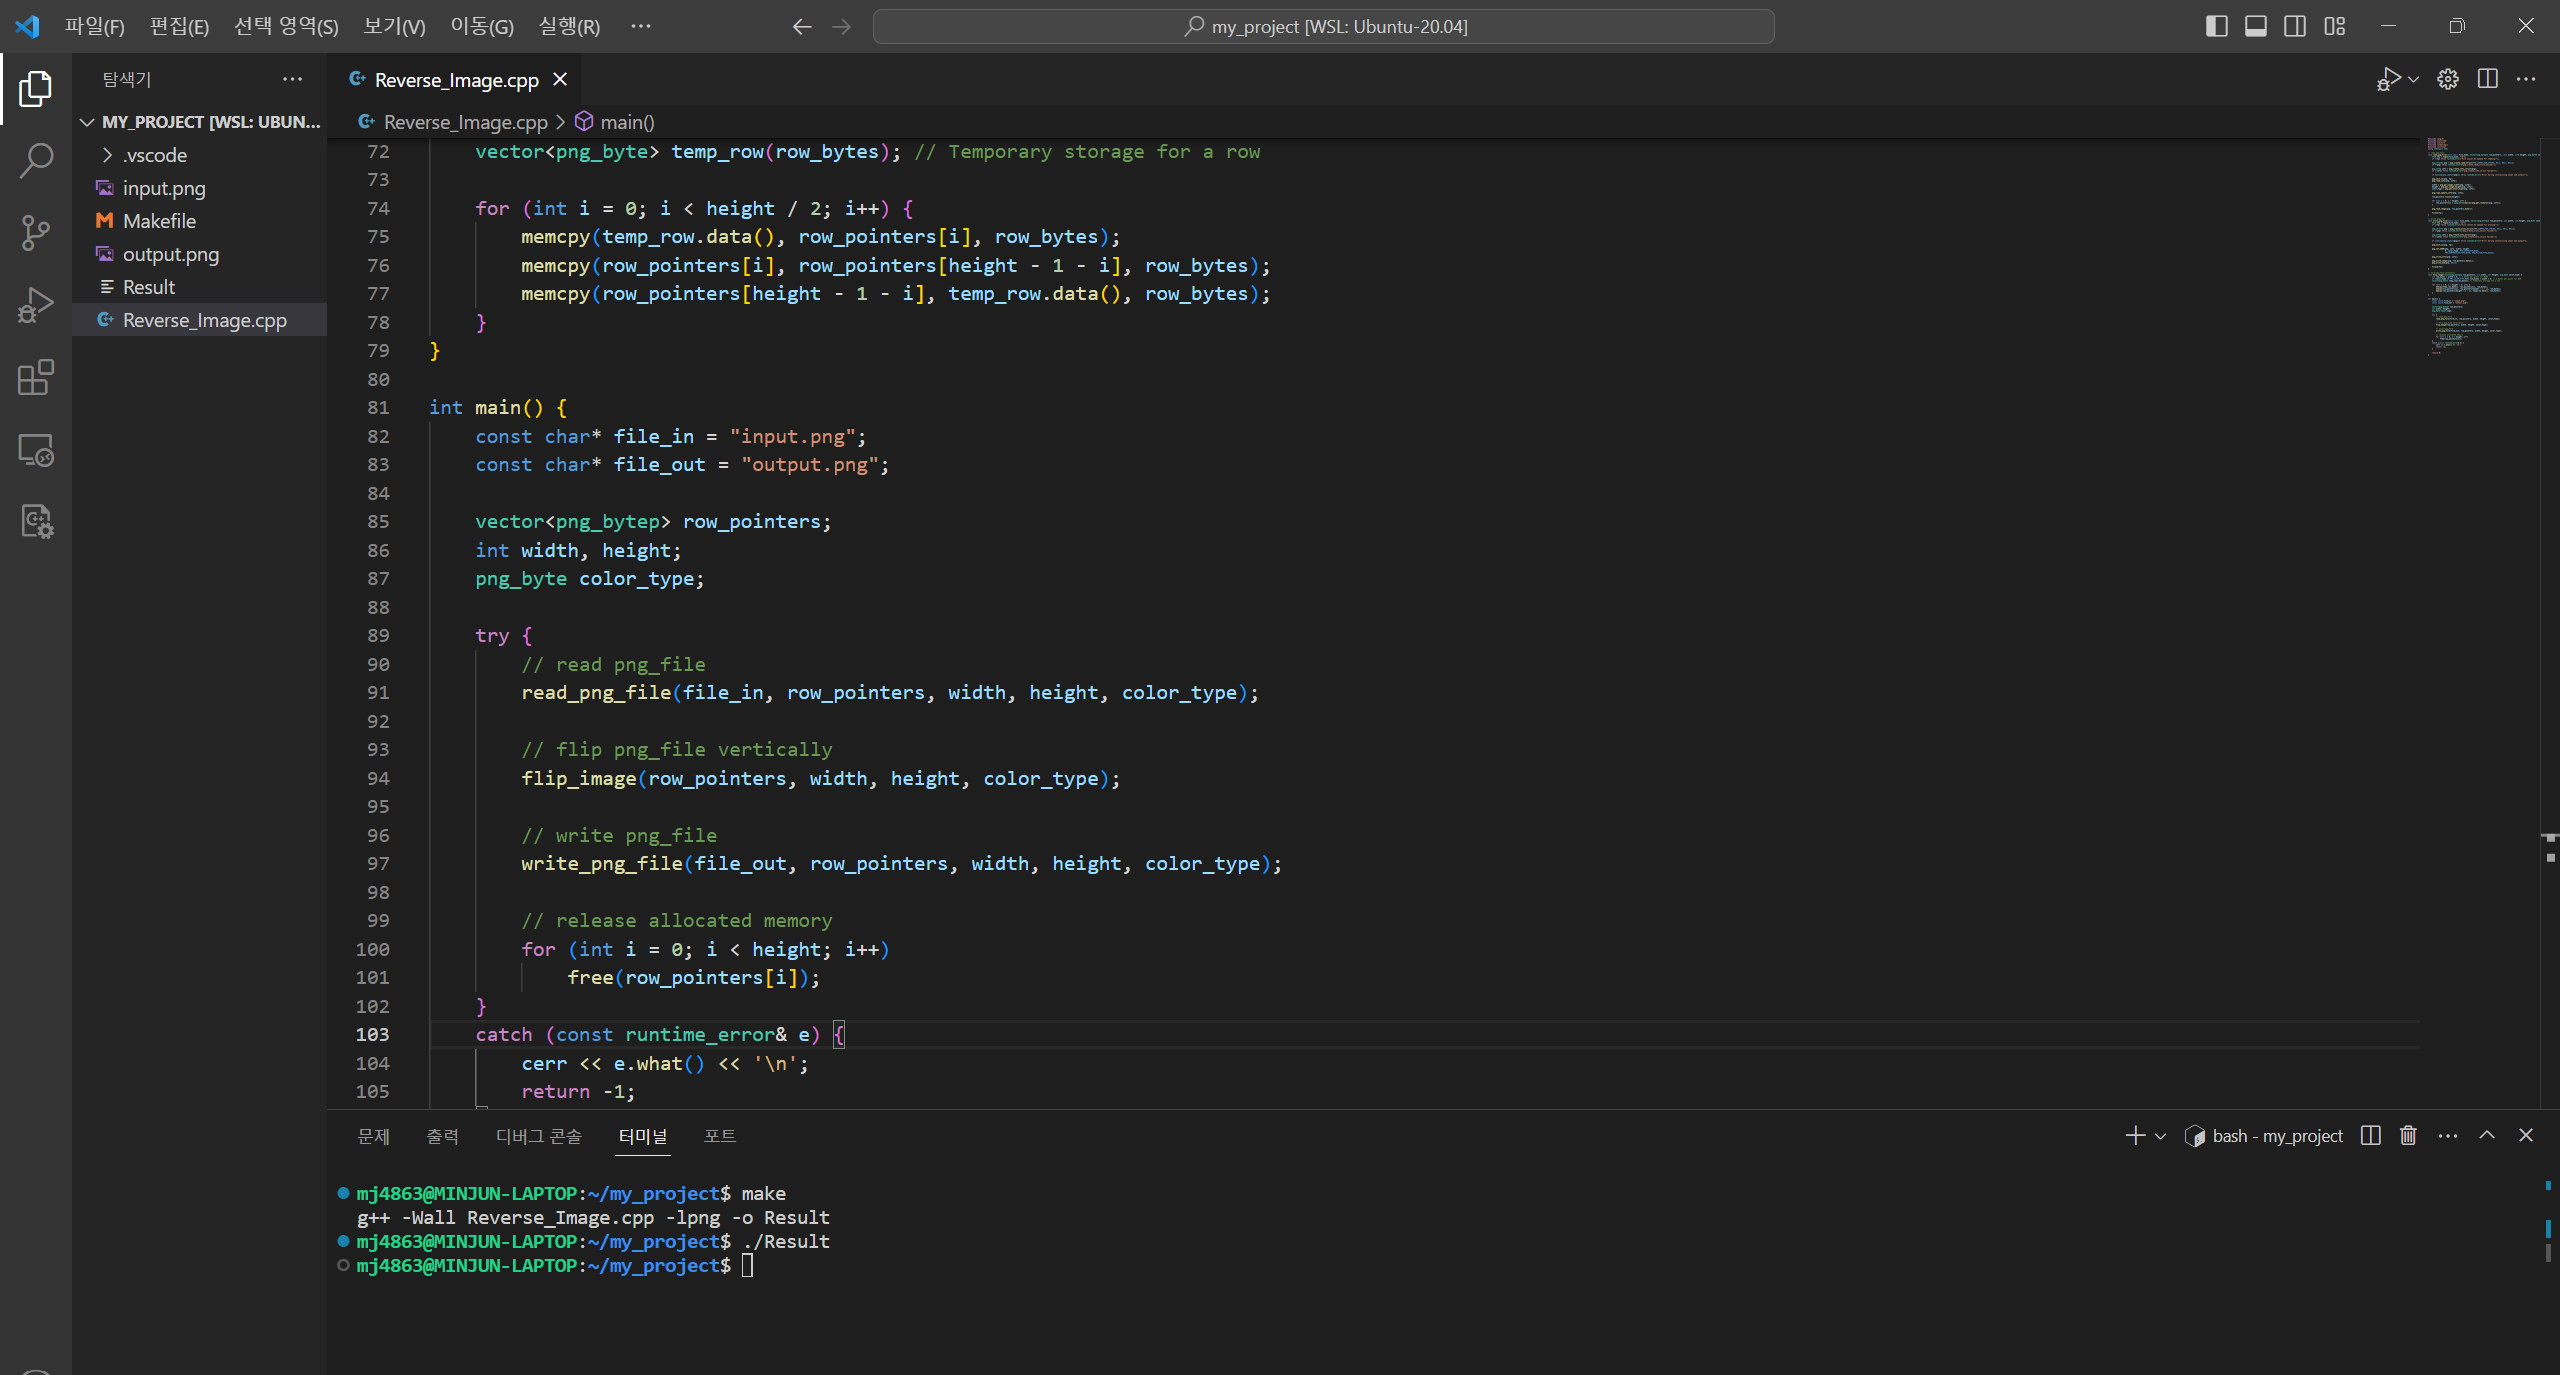 파일(F) 편집(E) 선택 영역(S) 보기(V) 이동(G) 실행(R) ··· my_project [WSL: Ubuntu-20.04]
탐색기
MY_PROJECT [WSL: UBUN...
.vscode
input.png
Makefile
output.png
Result
Reverse_Image.cpp
Reverse_Image.cpp
Reverse_Image.cpp > main()
72 vector<png_byte> temp_row(row_bytes); // Temporary storage for a row
73
74 for (int i = 0; i < height / 2; i++) {
75 memcpy(temp_row.data(), row_pointers[i], row_bytes);
76 memcpy(row_pointers[i], row_pointers[height - 1 - i], row_bytes);
77 memcpy(row_pointers[height - 1 - i], temp_row.data(), row_bytes);
78 }
79 }
80
81 int main() {
82 const char* file_in = "input.png";
83 const char* file_out = "output.png";
84
85 vector<png_bytep> row_pointers;
86 int width, height;
87 png_byte color_type;
88
89 try {
90 // read png_file
91 read_png_file(file_in, row_pointers, width, height, color_type);
92
93 // flip png_file vertically
94 flip_image(row_pointers, width, height, color_type);
95
96 // write png_file
97 write_png_file(file_out, row_pointers, width, height, color_type);
98
99 // release allocated memory
100 for (int i = 0; i < height; i++)
101 free(row_pointers[i]);
102 }
103 catch (const runtime_error& e) {
104 cerr << e.what() << '\n';
105 return -1;
문제 출력 디버그 콘솔 터미널 포트 bash - my_project
mj4863@MINJUN-LAPTOP:~/my_project$ make
g++ -Wall Reverse_Image.cpp -lpng -o Result
mj4863@MINJUN-LAPTOP:~/my_project$ ./Result
mj4863@MINJUN-LAPTOP:~/my_project$